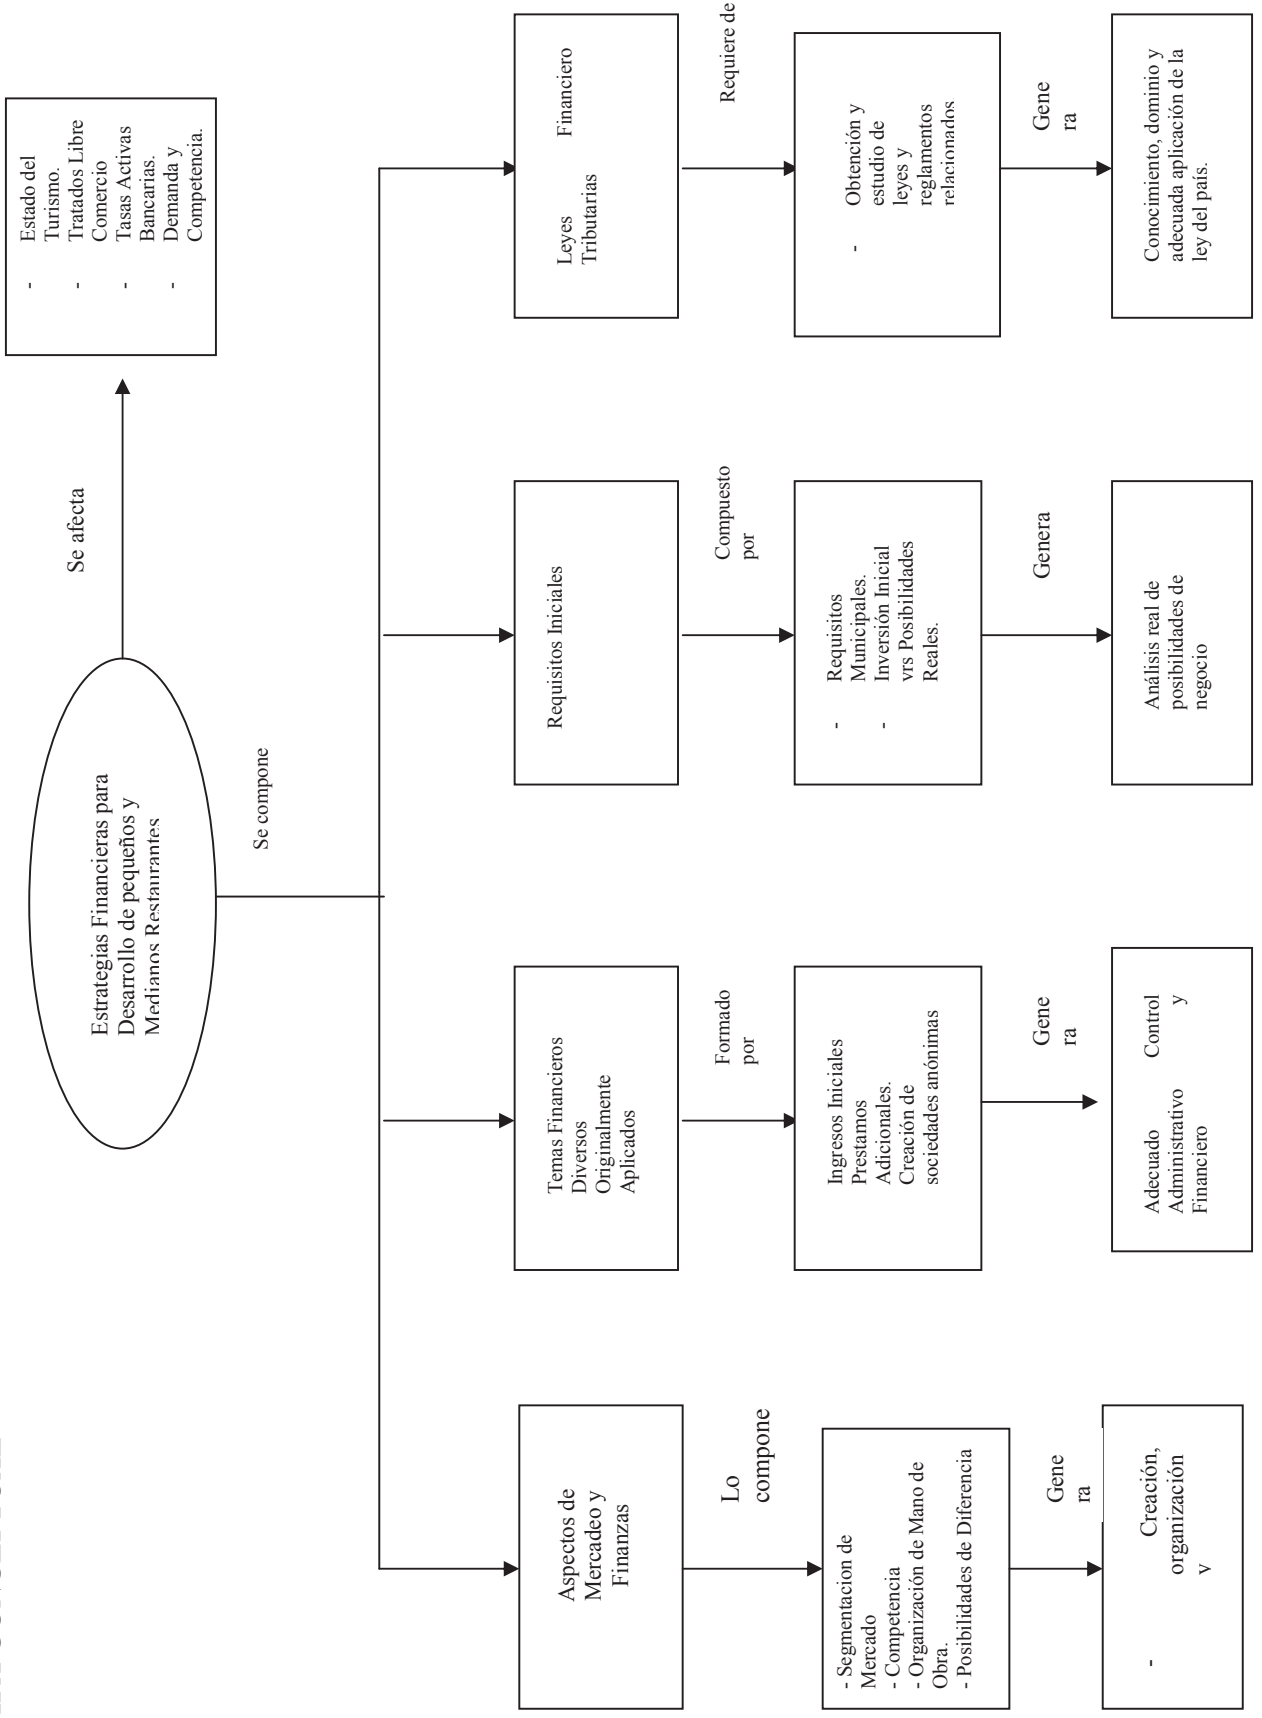 Estrategias Financieras para
Desarrollo de pequeños y
Medianos Restaurantes
Se afecta
- Estado del
Turismo.
- Tratados Libre
Comercio
- Tasas Activas
Bancarias.
- Demanda y
Competencia.
Se compone
Aspectos de
Mercadeo y
Finanzas
Temas Financieros
Diversos
Originalmente
Aplicados
Requisitos Iniciales
Leyes Financiero
Tributarias
Lo
compone
Formado
por
Compuesto
por
Requiere de
- Segmentacion de
Mercado
- Competencia
- Organización de Mano de
Obra.
- Posibilidades de Diferencia
Ingresos Iniciales
Prestamos
Adicionales.
Creación de
sociedades anónimas
- Requisitos
Municipales.
- Inversión Inicial
vrs Posibilidades
Reales.
- Obtención y
estudio de
leyes y
reglamentos
relacionados
Gene
ra
Gene
ra
Genera
Gene
ra
- Creación,
organización
y
Adecuado Control
Administrativo y
Financiero
Análisis real de
posibilidades de
negocio
Conocimiento, dominio y
adecuada aplicación de la
ley del país.